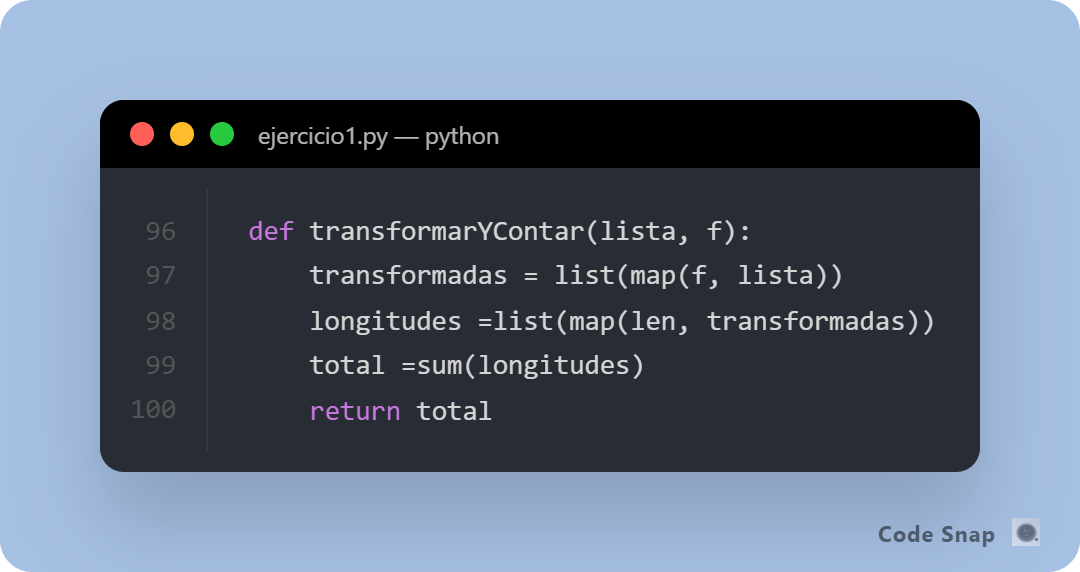 ejercicio1.py — python
96 def transformarYContar(lista, f):
97     transformadas = list(map(f, lista))
98     longitudes =list(map(len, transformadas))
99     total =sum(longitudes)
100     return total
Code Snap